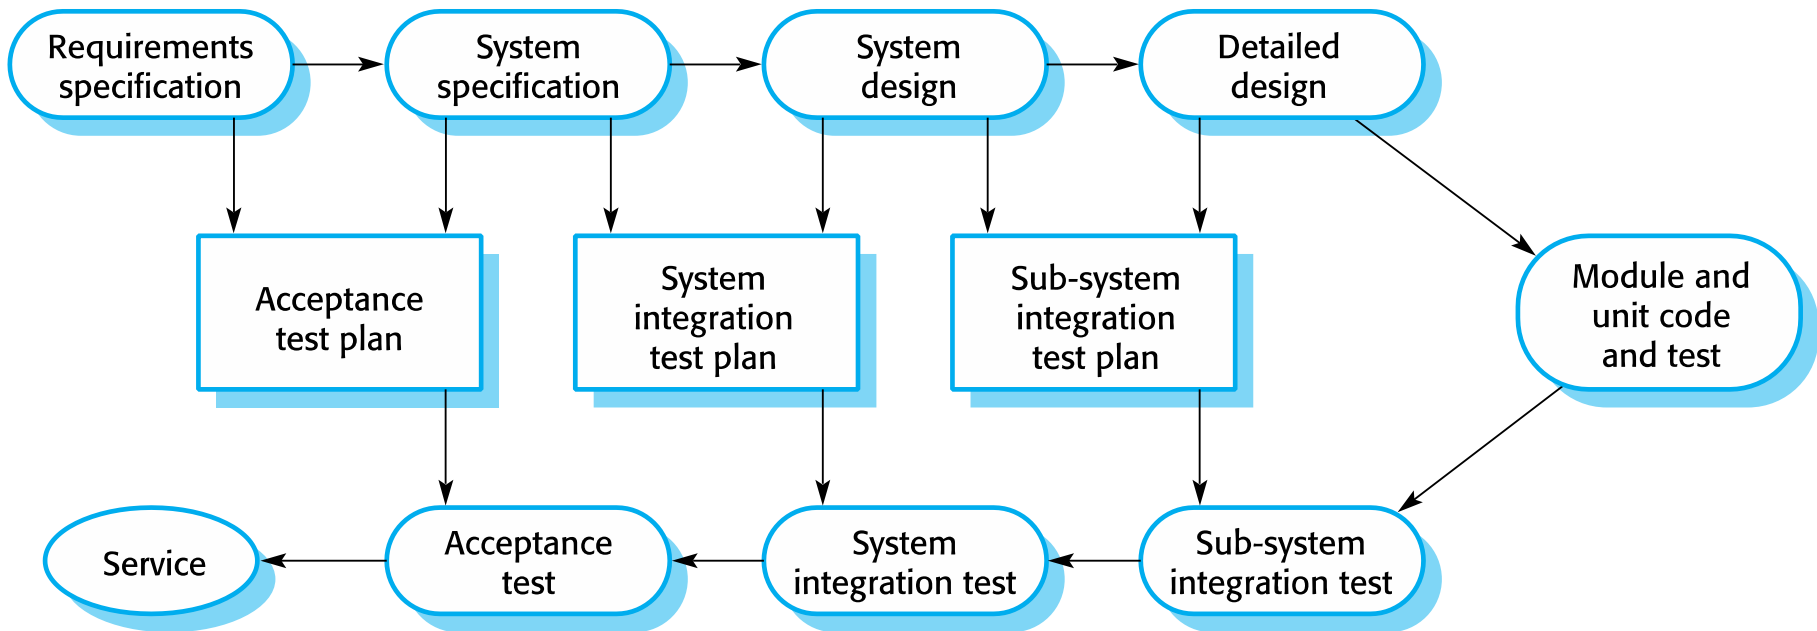 Requirements
specification
System
specification
System
design
Detailed
design
Acceptance
test plan
System
integration
test plan
Sub-system
integration
test plan
Module and
unit code
and test
Service
Acceptance
test
System
integration test
Sub-system
integration test